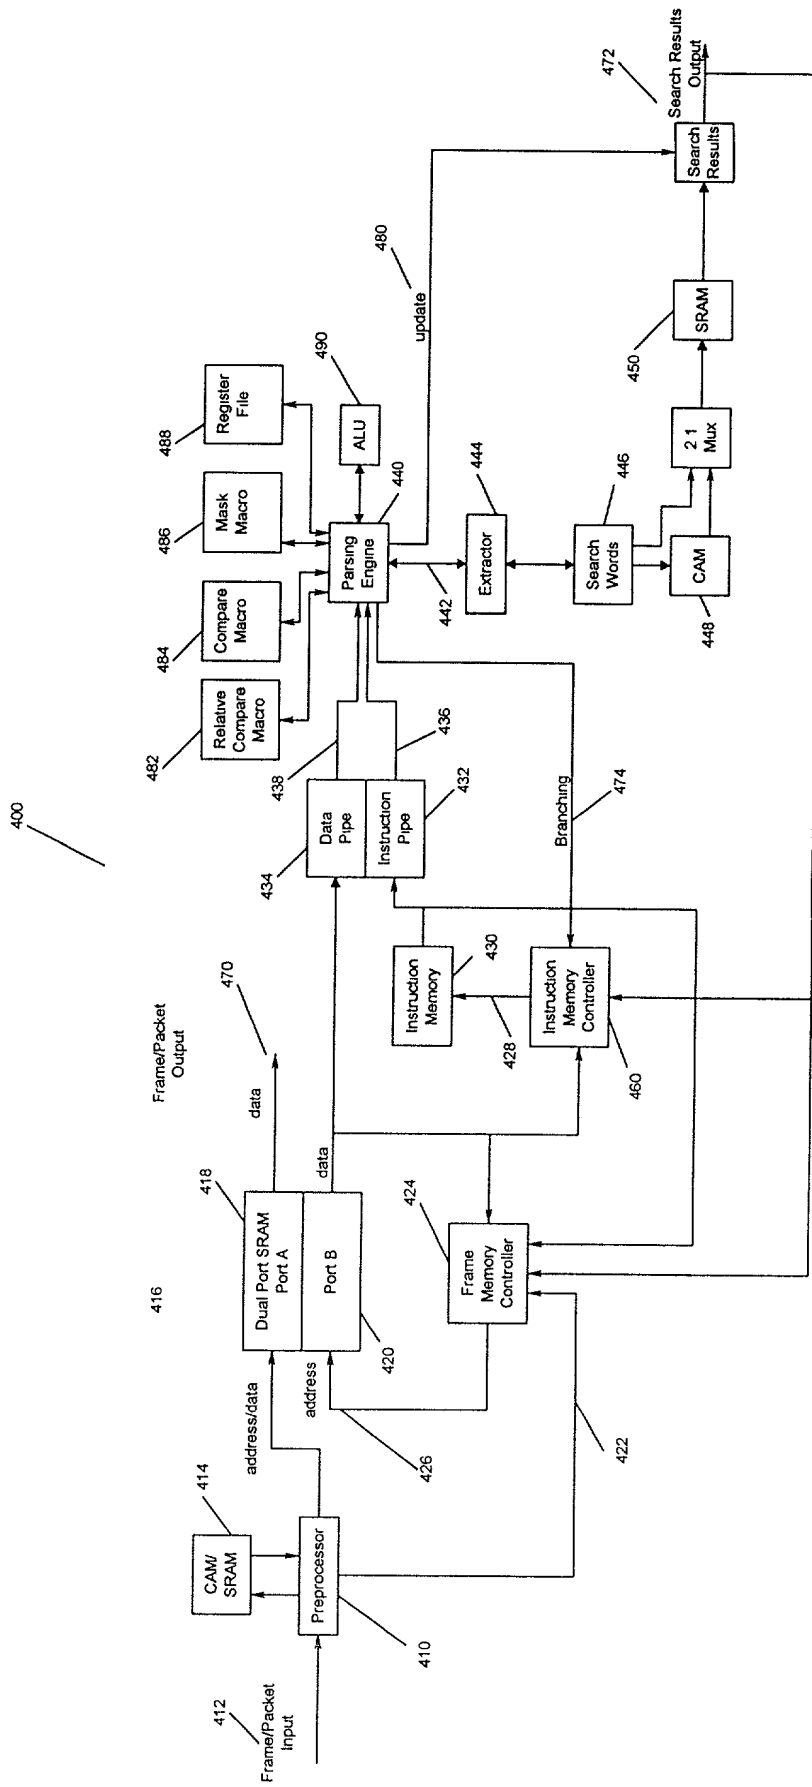 400
412
Frame/Packet
Input
CAM/
SRAM
414
Preprocessor
410
address/data
416
418
Dual Port SRAM
Port A
Port B
420
address
426
422
data
470
Frame/Packet
Output
data
424
Frame
Memory
Controller
428
Instruction
Memory
430
Instruction
Memory
Controller
460
Branching
474
434
Data
Pipe
Instruction
Pipe
432
438
436
482
Relative
Compare
Macro
484
Compare
Macro
486
Mask
Macro
488
Register
File
ALU
490
Parsing
Engine
440
480
update
442
Extractor
444
Search
Words
446
CAM
448
2 1
Mux
450
SRAM
Search
Results
472
Search Results
Output